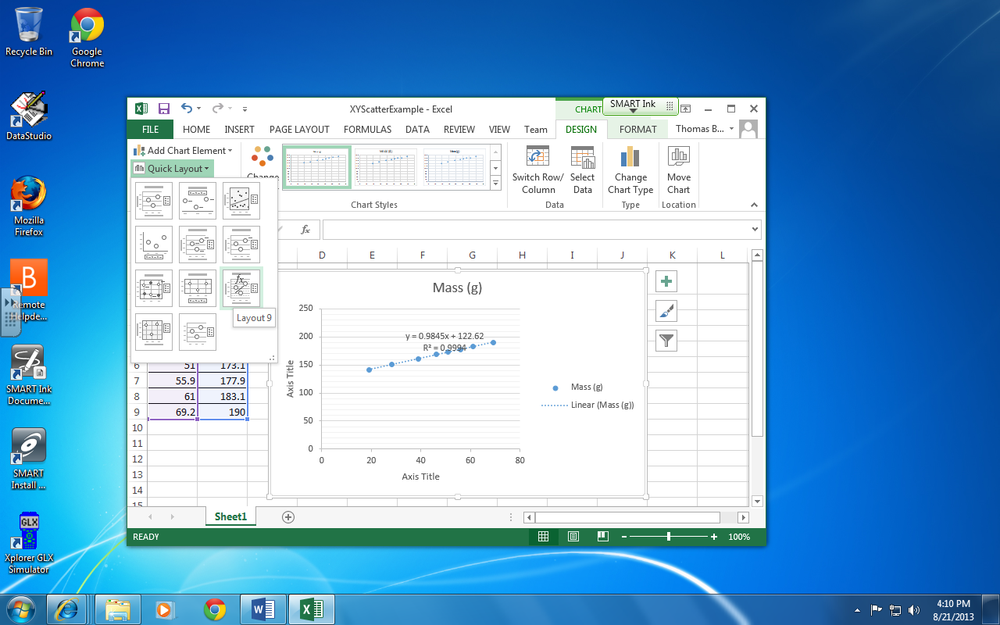 Recycle Bin
Google
Chrome
DataStudio
Mozilla
Firefox
B
Remote
Helpde...
SMART Ink
Docume...
SMART
Install ...
GLX
Xplorer GLX
Simulator
XYScatterExample - Excel
CHART
SMART Ink
FILE
HOME
INSERT
PAGE LAYOUT
FORMULAS
DATA
REVIEW
VIEW
Team
DESIGN
FORMAT
Thomas B...
Add Chart Element
Quick Layout
Change
Switch Row/
Column
Select
Data
Change
Chart Type
Move
Chart
Chart Styles
Data
Type
Location
fx
Layout 9
fx
D E F G H I J K L
6 51 173.1
7 55.9 177.9
8 61 183.1
9 69.2 190
10
11
12
13
14
15
Mass (g)
250
200
150
100
50
0
y = 0.9845x + 122.62
R² = 0.9994
Axis Title
0 20 40 60 80
Axis Title
Mass (g)
Linear (Mass (g))
Sheet1
READY
100%
4:10 PM
8/21/2013